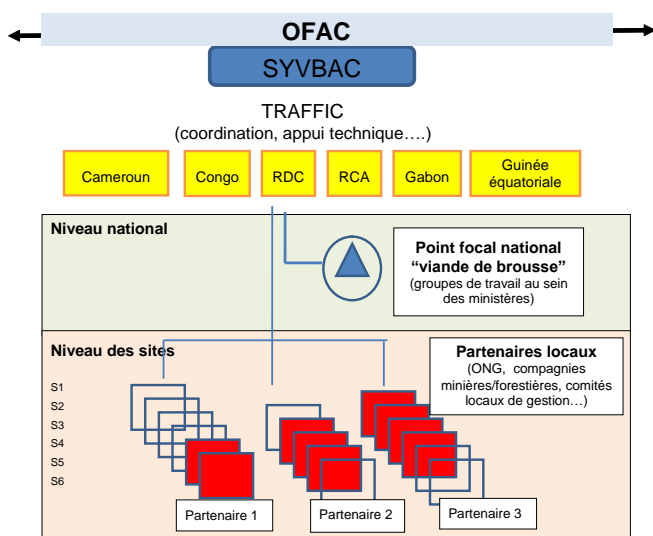 OFAC
SYVBAC
TRAFFIC
(coordination, appui technique….)
Cameroun
Congo
RDC
RCA
Gabon
Guinée
équatoriale
Niveau national
Point focal national
“viande de brousse”
(groupes de travail au sein
des ministères)
Niveau des sites
Partenaires locaux
(ONG, compagnies
minières/forestières, comités
locaux de gestion…)
S1
S2
S3
S4
S5
S6
Partenaire 1
Partenaire 2
Partenaire 3